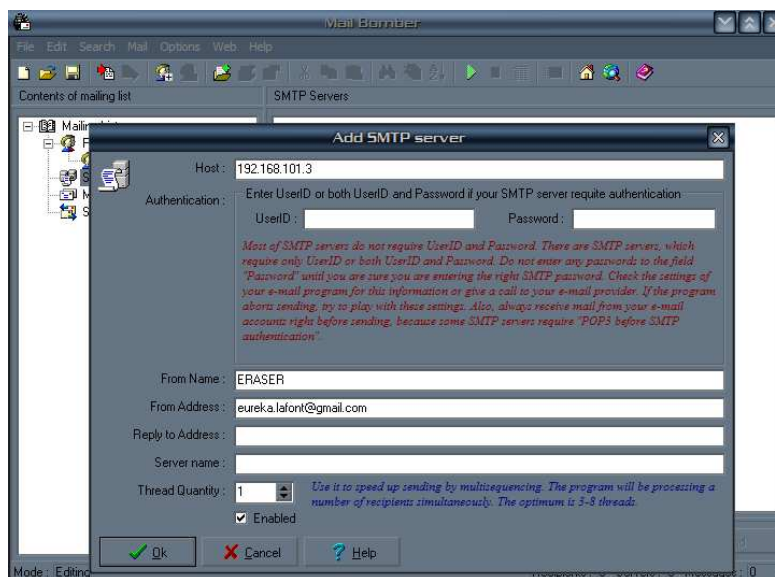 Mail Bomber
File Edit Search Mail Options Web Help
Contents of mailing list
SMTP Servers
Add SMTP server
Host :
192.168.101.3
Authentication :
Enter UserID or both UserID and Password if your SMTP server requite authentication
UserID :
Password :
Most of SMTP servers do not require UserID and Password. There are SMTP servers, which
require only UserID or both UserID and Password. Do not enter any passwords to the field
"Password" until you are sure you are entering the right SMTP password. Check the settings of
your e-mail program for this information or give a call to your e-mail provider. If the program
aborts sending, try to play with these settings. Also, always receive mail from your e-mail
accounts right before sending, because some SMTP servers require "POP3 before SMTP
authentication".
From Name :
ERASER
From Address :
eureka.lafont@gmail.com
Reply to Address :
Server name :
Thread Quantity :
1
Use it to speed up sending by multisequencing. The program will be processing a
number of recipients simultaneously. The optimum is 3-8 threads.
Enabled
Ok
Cancel
Help
Mode : Editing